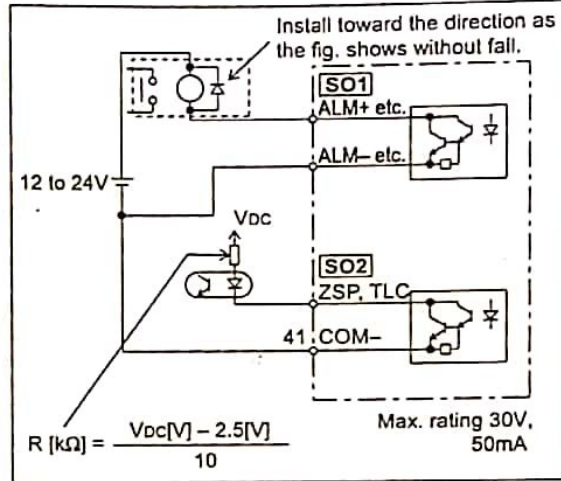 Install toward the direction as
the fig. shows without fail.
SO1
ALM+ etc.
ALM– etc.
12 to 24V
VDC
SO2
ZSP, TLC
41 COM–
R [kΩ] = VDC[V] – 2.5[V]
10
Max. rating 30V,
50mA